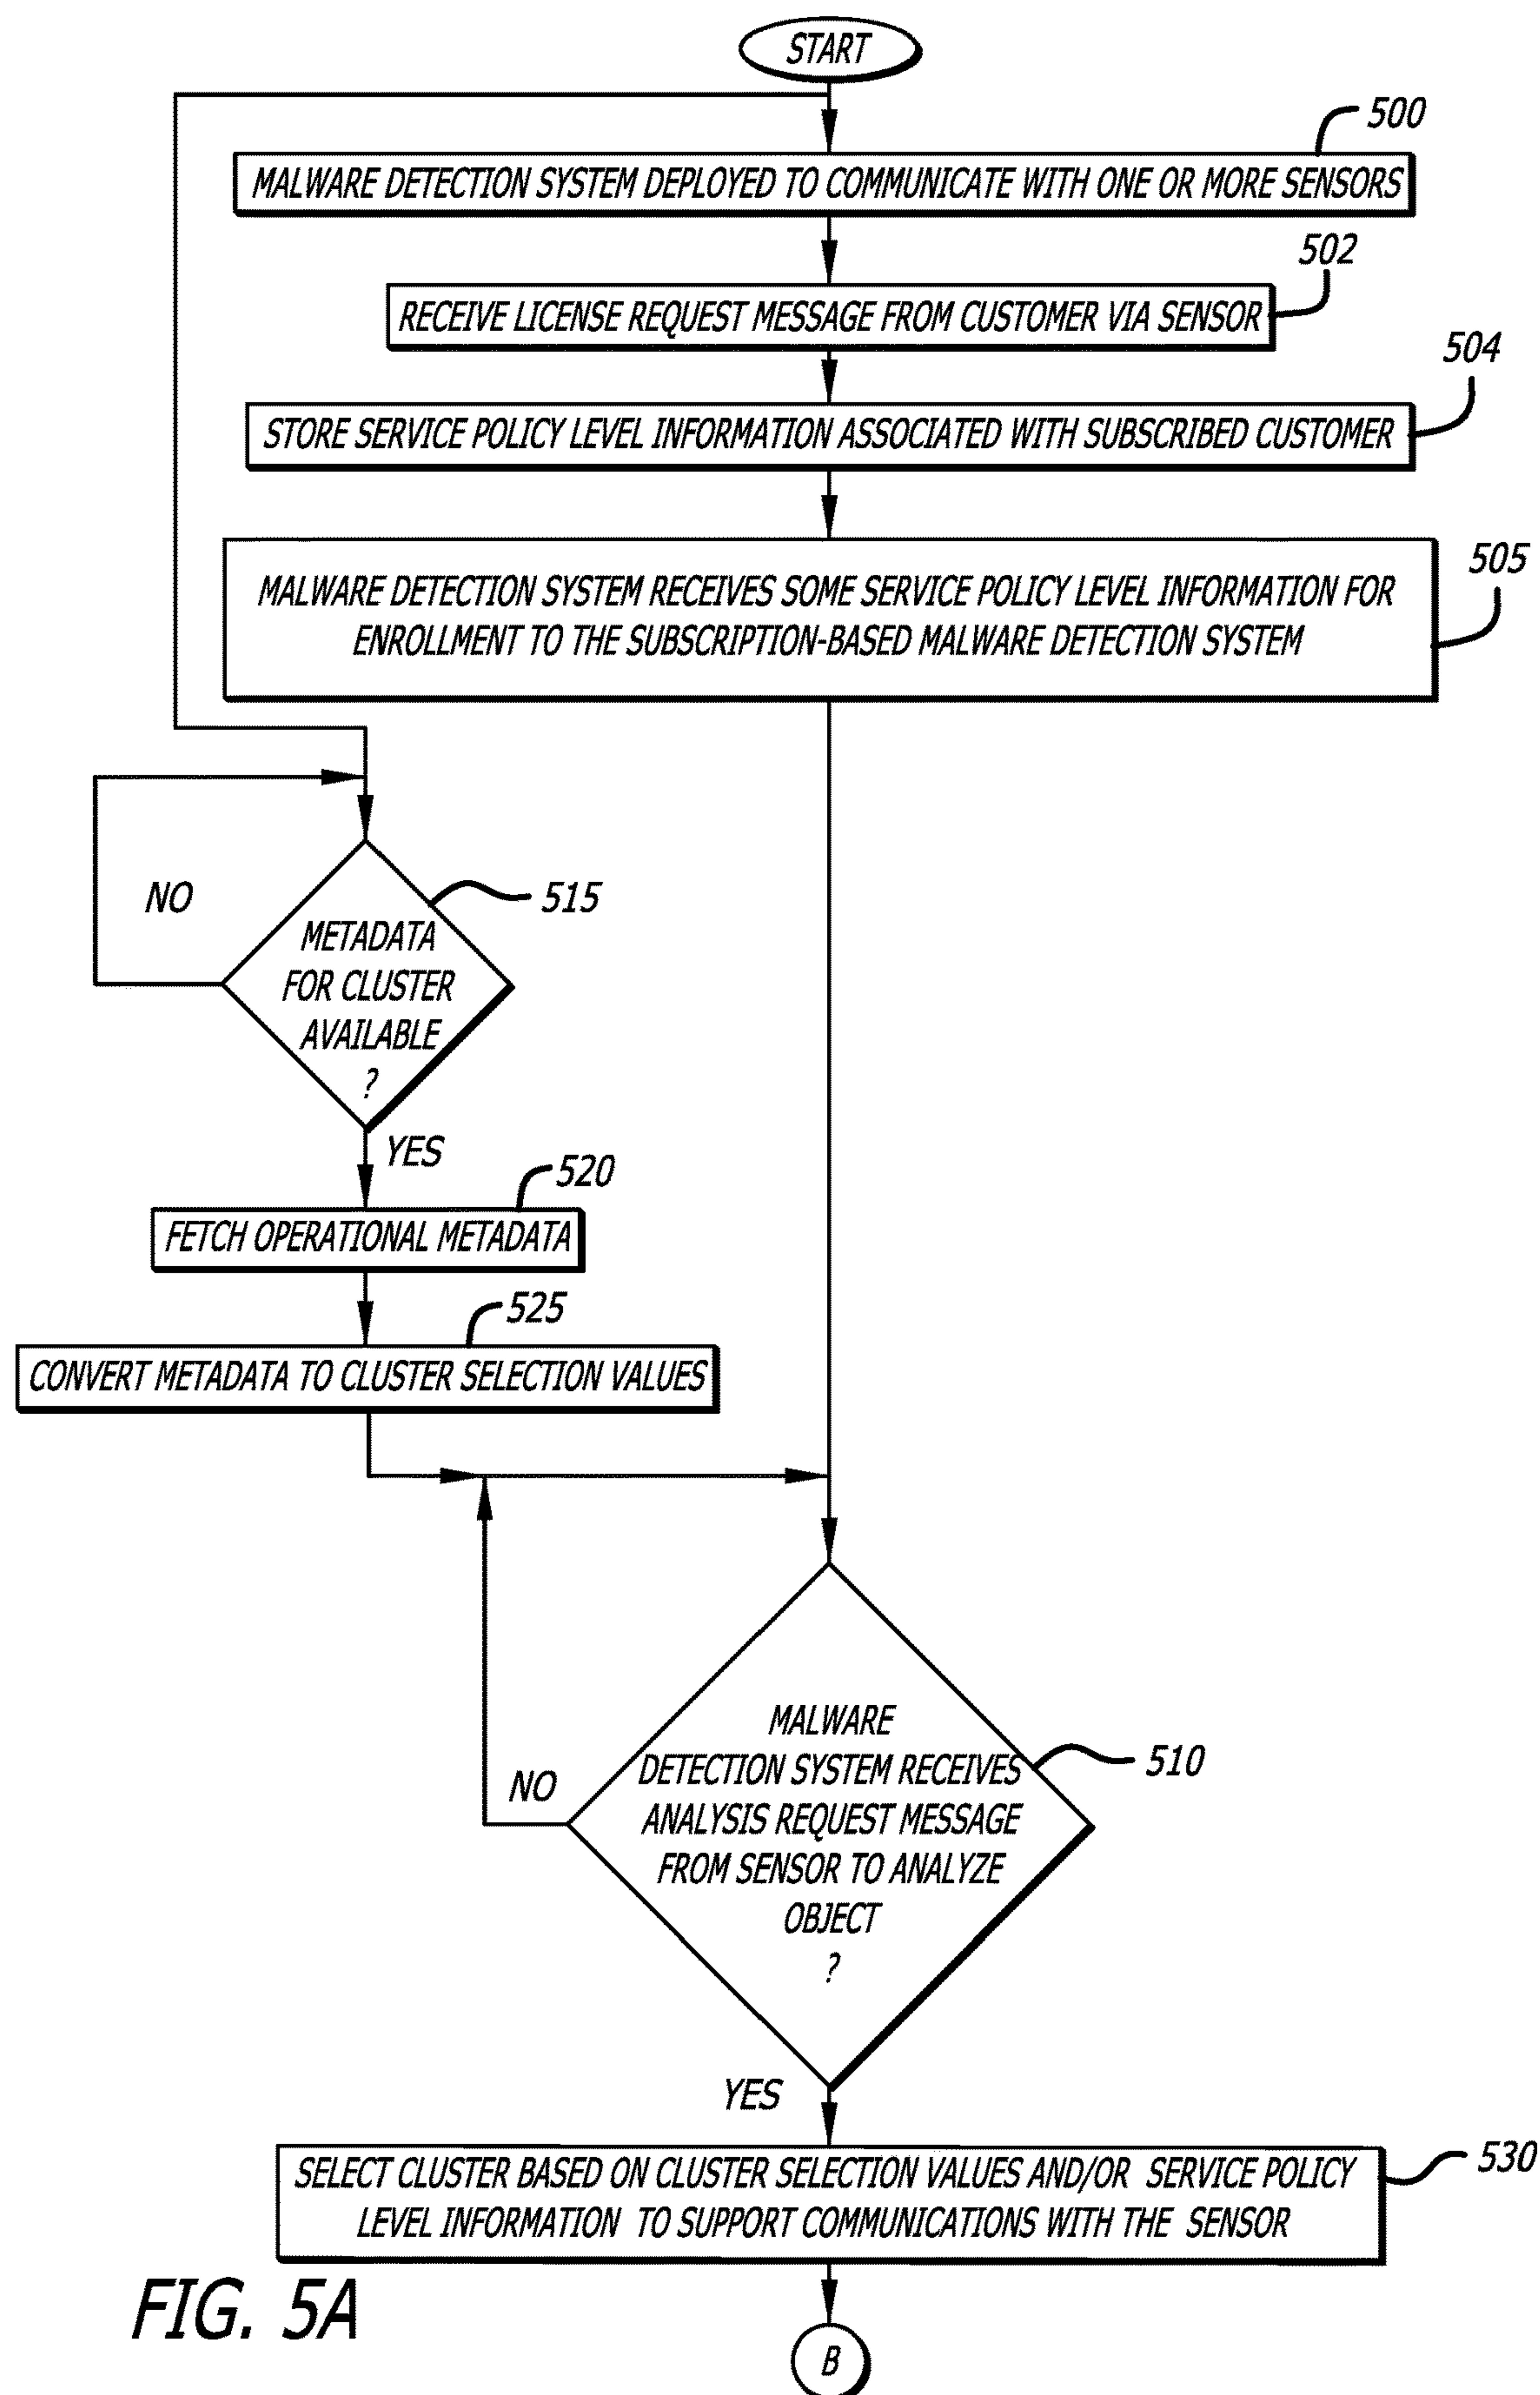 START
500
MALWARE DETECTION SYSTEM DEPLOYED TO COMMUNICATE WITH ONE OR MORE SENSORS
502
RECEIVE LICENSE REQUEST MESSAGE FROM CUSTOMER VIA SENSOR
504
STORE SERVICE POLICY LEVEL INFORMATION ASSOCIATED WITH SUBSCRIBED CUSTOMER
505
MALWARE DETECTION SYSTEM RECEIVES SOME SERVICE POLICY LEVEL INFORMATION FOR
ENROLLMENT TO THE SUBSCRIPTION-BASED MALWARE DETECTION SYSTEM
NO
515
METADATA
FOR CLUSTER
AVAILABLE
?
YES
520
FETCH OPERATIONAL METADATA
525
CONVERT METADATA TO CLUSTER SELECTION VALUES
NO
510
MALWARE
DETECTION SYSTEM RECEIVES
ANALYSIS REQUEST MESSAGE
FROM SENSOR TO ANALYZE
OBJECT
?
YES
530
SELECT CLUSTER BASED ON CLUSTER SELECTION VALUES AND/OR SERVICE POLICY
LEVEL INFORMATION TO SUPPORT COMMUNICATIONS WITH THE SENSOR
FIG. 5A
B